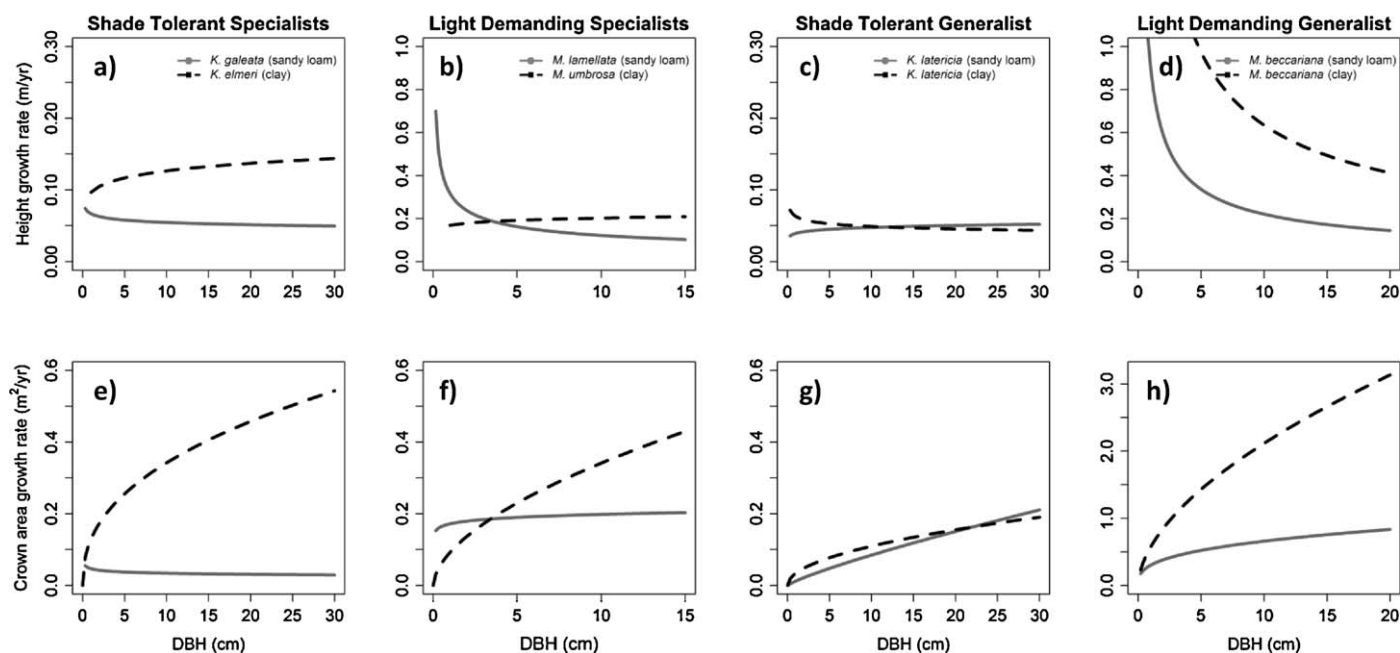 Shade Tolerant Specialists
Light Demanding Specialists
Shade Tolerant Generalist
Light Demanding Generalist
Height growth rate (m/yr)
0.00
0.10
0.20
0.30
a)
K. galeata (sandy loam)
K. elmeri (clay)
0 5 10 15 20 25 30
0.0
0.2
0.4
0.6
0.8
1.0
b)
M. lamellata (sandy loam)
M. umbrosa (clay)
0 5 10 15
0.00
0.10
0.20
0.30
c)
K. latericia (sandy loam)
K. latericia (clay)
0 5 10 15 20 25 30
0.0
0.2
0.4
0.6
0.8
1.0
d)
M. beccariana (sandy loam)
M. beccariana (clay)
0 5 10 15 20
Crown area growth rate (m²/yr)
0.0
0.2
0.4
0.6
e)
0 5 10 15 20 25 30
DBH (cm)
0.0
0.2
0.4
0.6
f)
0 5 10 15
DBH (cm)
0.0
0.2
0.4
0.6
g)
0 5 10 15 20 25 30
DBH (cm)
0.0
1.0
2.0
3.0
h)
0 5 10 15 20
DBH (cm)